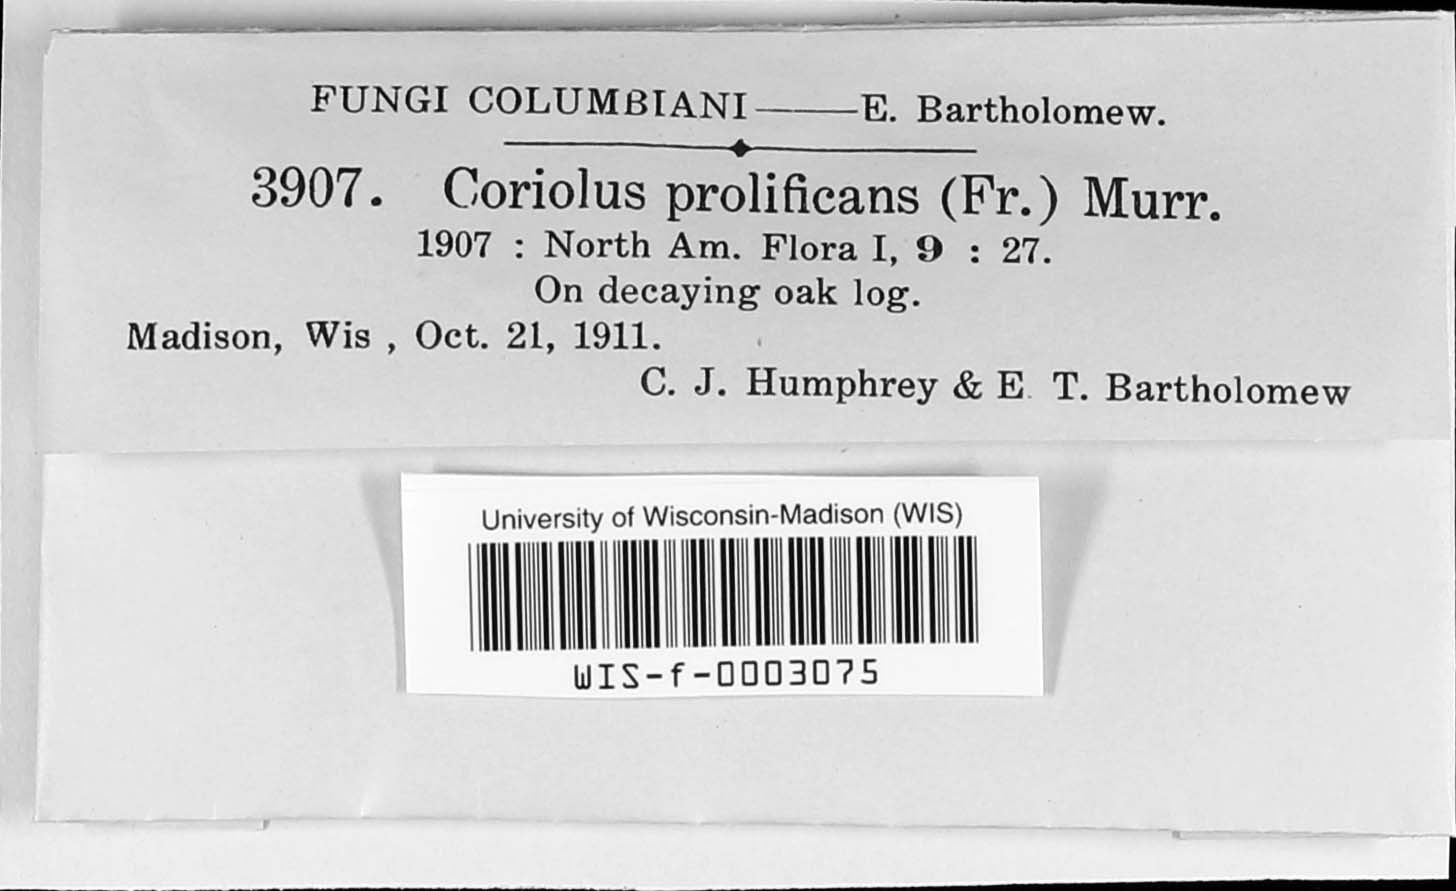 FUNGI COLUMBIANI——E. Bartholomew.
3907. Coriolus prolificans (Fr.) Murr.
1907 : North Am. Flora I, 9 : 27.
On decaying oak log.
Madison, Wis , Oct. 21, 1911.
C. J. Humphrey & E. T. Bartholomew
University of Wisconsin-Madison (WIS)
WIS-f-0003075